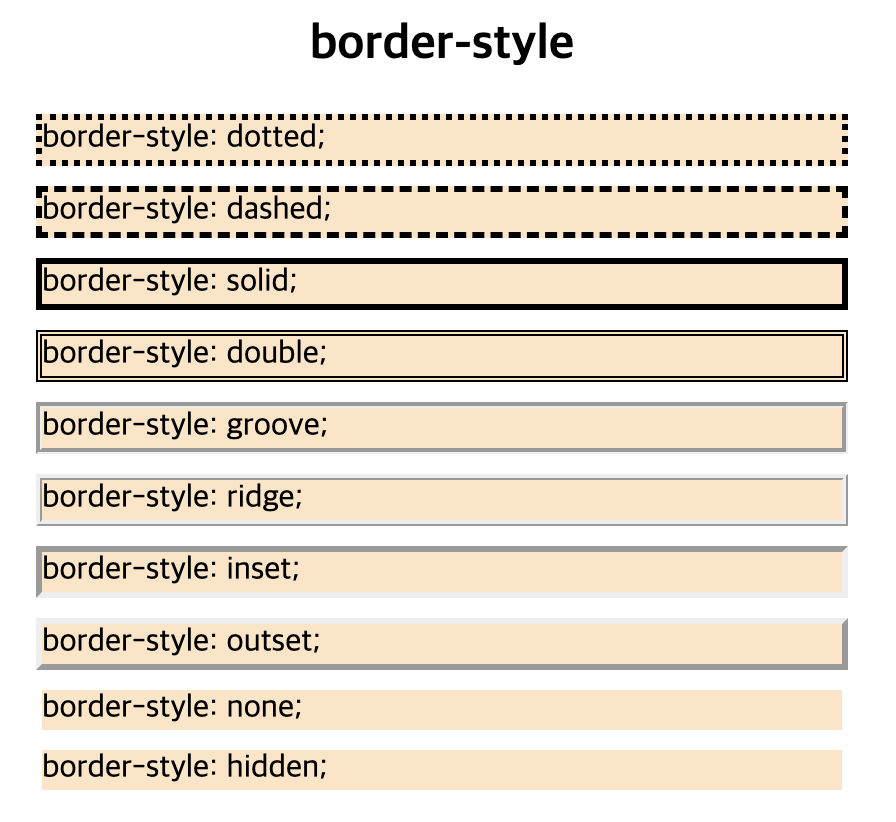 border-style
border-style: dotted;
border-style: dashed;
border-style: solid;
border-style: double;
border-style: groove;
border-style: ridge;
border-style: inset;
border-style: outset;
border-style: none;
border-style: hidden;